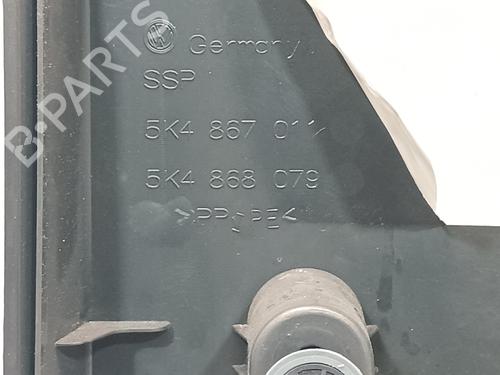 Germany
SSP
5K4 867 011
5K4 868 079
>PP/PE<
B-PARTS